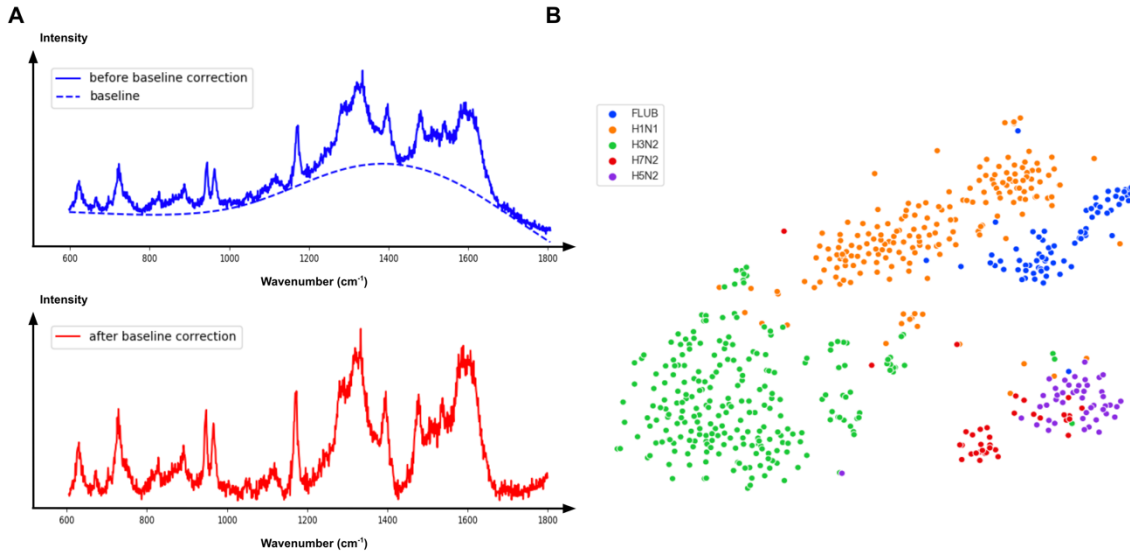 A
Intensity
before baseline correction
baseline
600 800 1000 1200 1400 1600 1800
Wavenumber (cm-1)
Intensity
after baseline correction
600 800 1000 1200 1400 1600 1800
Wavenumber (cm-1)
B
FLUB
H1N1
H3N2
H7N2
H5N2